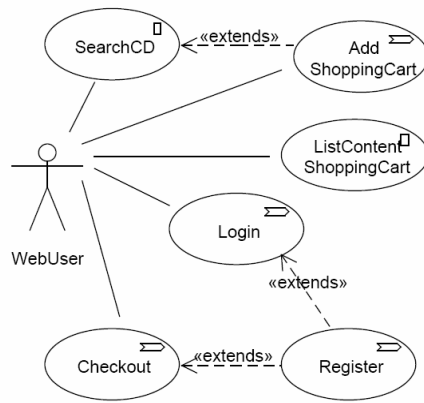 SearchCD
«extends»
Add
ShoppingCart
ListContent
ShoppingCart
WebUser
Login
«extends»
Checkout
«extends»
Register